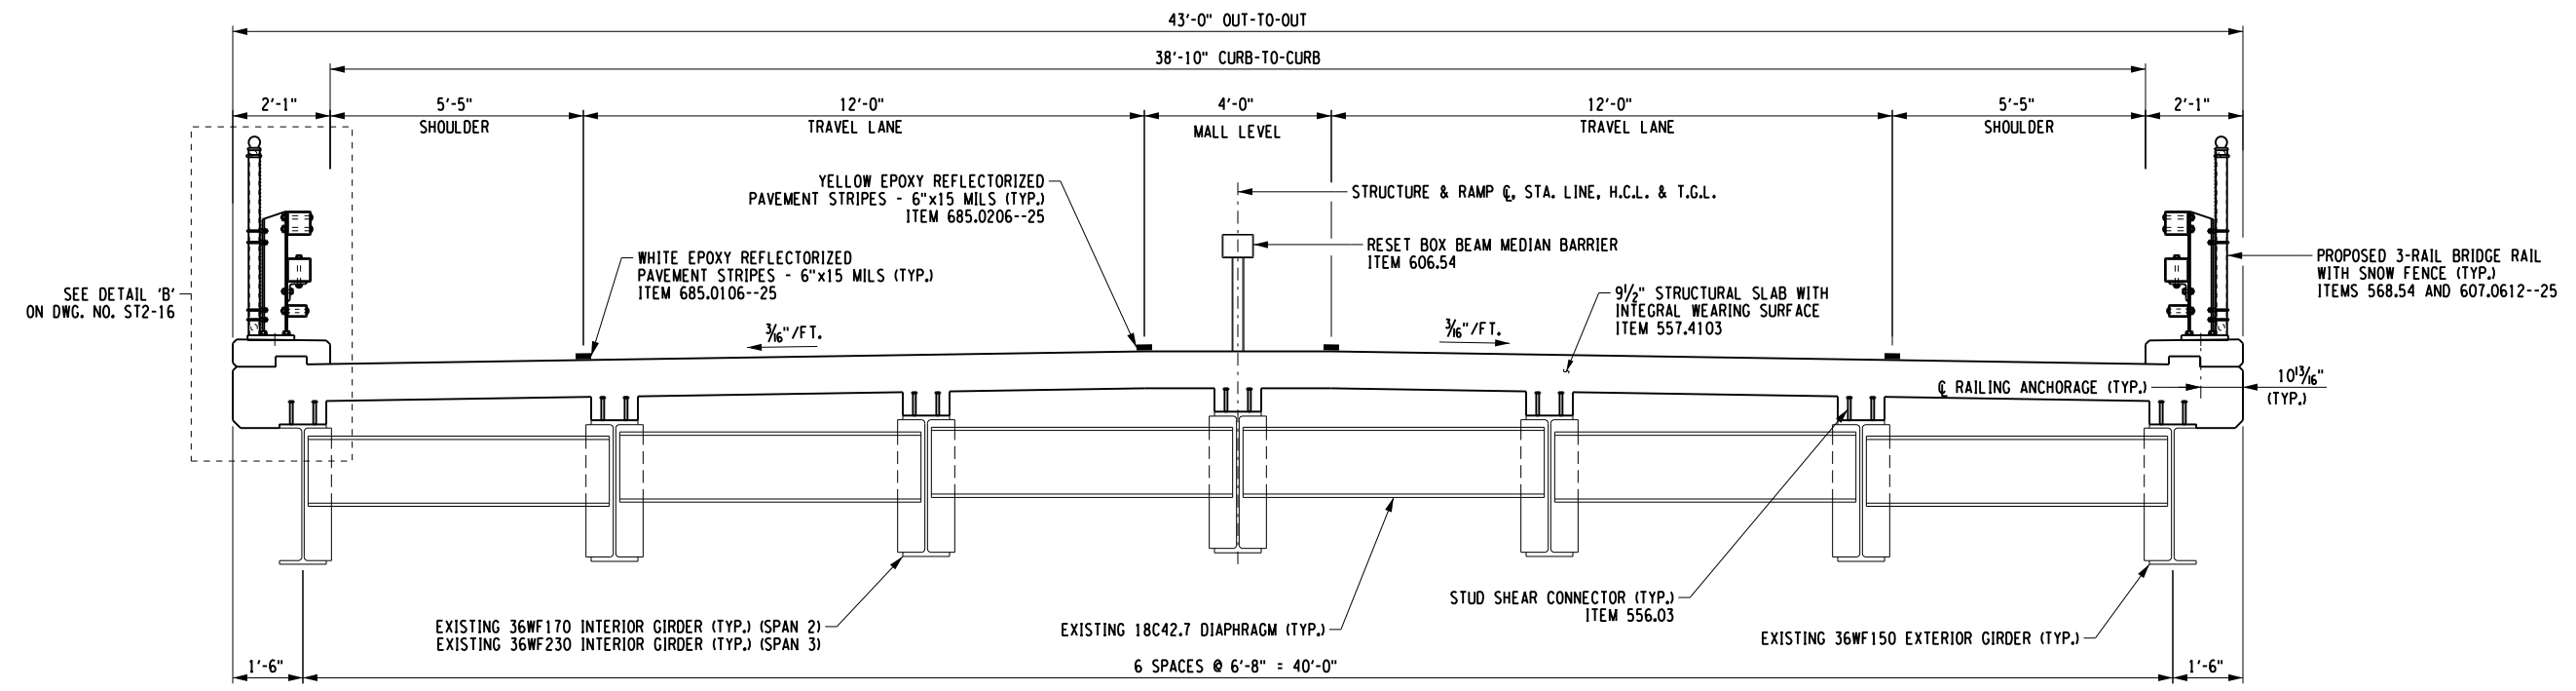 43'-0" OUT-TO-OUT
38'-10" CURB-TO-CURB
2'-1"
5'-5"
SHOULDER
12'-0"
TRAVEL LANE
4'-0"
MALL LEVEL
12'-0"
TRAVEL LANE
5'-5"
SHOULDER
2'-1"
YELLOW EPOXY REFLECTORIZED
PAVEMENT STRIPES - 6"x15 MILS (TYP.)
ITEM 685.0206--25
STRUCTURE & RAMP ℄, STA. LINE, H.C.L. & T.G.L.
WHITE EPOXY REFLECTORIZED
PAVEMENT STRIPES - 6"x15 MILS (TYP.)
ITEM 685.0106--25
RESET BOX BEAM MEDIAN BARRIER
ITEM 606.54
PROPOSED 3-RAIL BRIDGE RAIL
WITH SNOW FENCE (TYP.)
ITEMS 568.54 AND 607.0612--25
SEE DETAIL 'B'
ON DWG. NO. ST2-16
9½" STRUCTURAL SLAB WITH
INTEGRAL WEARING SURFACE
ITEM 557.4103
3/16"/FT.
3/16"/FT.
℄ RAILING ANCHORAGE (TYP.)
10 13/16"
(TYP.)
STUD SHEAR CONNECTOR (TYP.)
ITEM 556.03
EXISTING 36WF170 INTERIOR GIRDER (TYP.) (SPAN 2)
EXISTING 36WF230 INTERIOR GIRDER (TYP.) (SPAN 3)
EXISTING 18C42.7 DIAPHRAGM (TYP.)
EXISTING 36WF150 EXTERIOR GIRDER (TYP.)
1'-6"
6 SPACES @ 6'-8" = 40'-0"
1'-6"